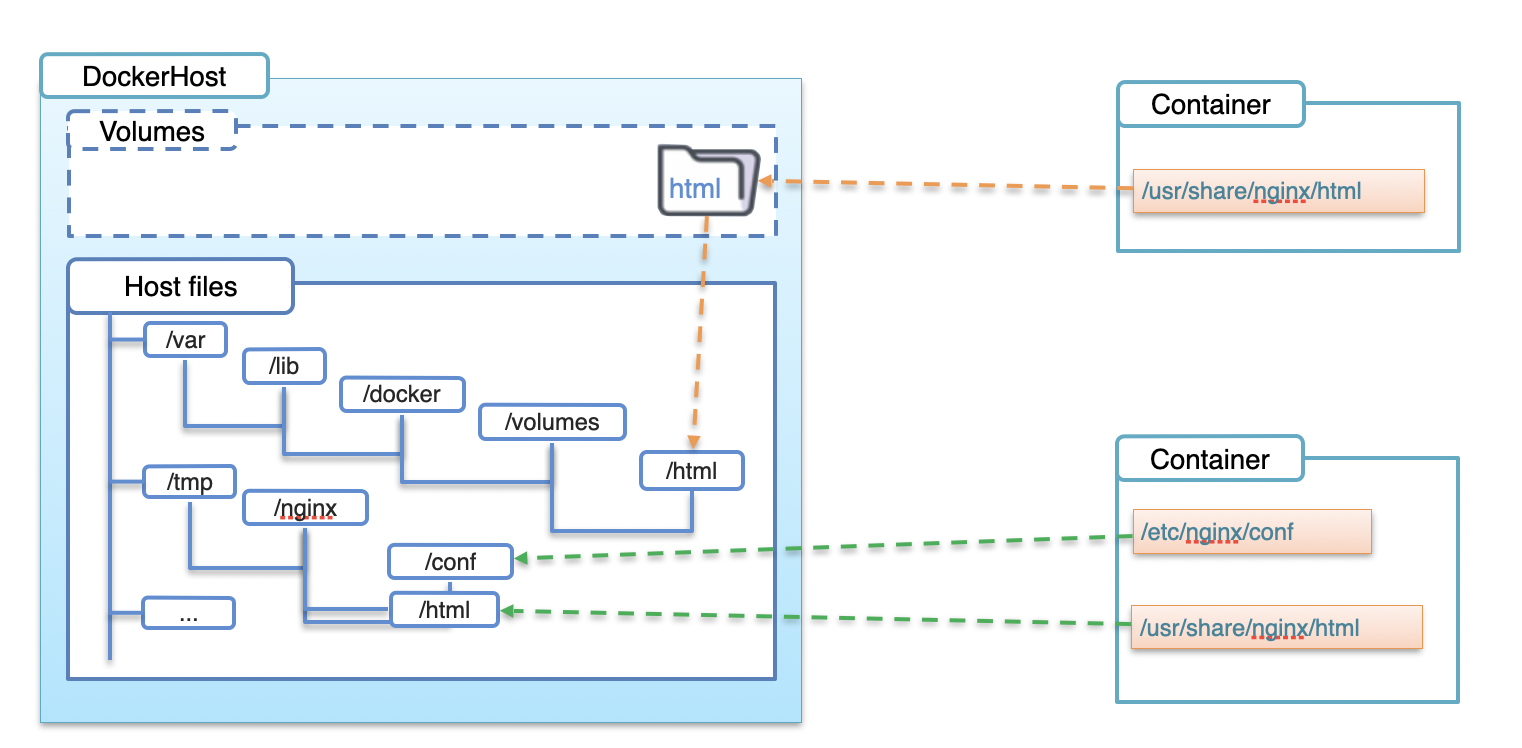 DockerHost
Volumes
html
Host files
/var
/lib
/docker
/volumes
/html
/tmp
/nginx
/conf
/html
...
Container
/usr/share/nginx/html
Container
/etc/nginx/conf
/usr/share/nginx/html